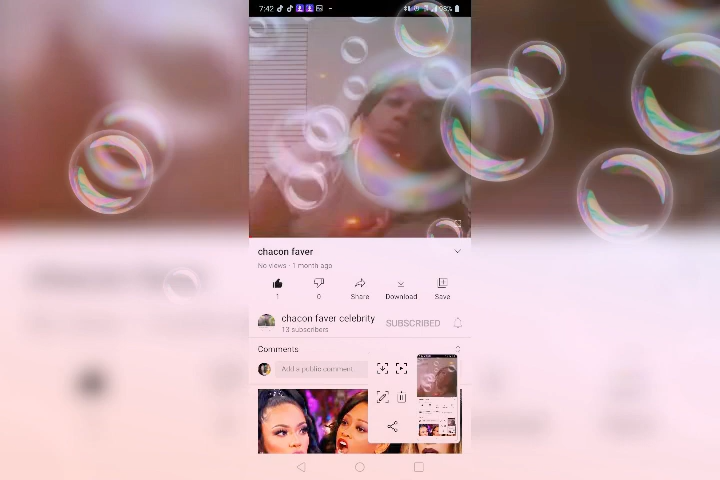 7:42
98%
chacon faver
No views · 1 month ago
1
0
Share
Download
Save
chacon faver celebrity
SUBSCRIBED
13 subscribers
Comments
Add a public comment...